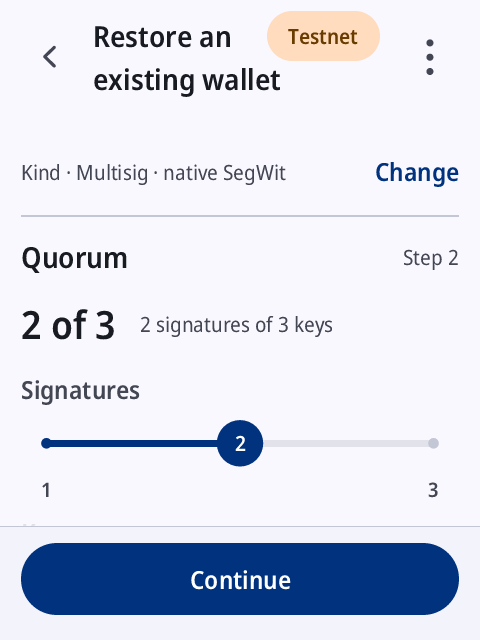 Restore an
existing wallet
Testnet
Kind · Multisig · native SegWit
Change
Quorum
Step 2
2 of 3
2 signatures of 3 keys
Signatures
2
1
3
Continue